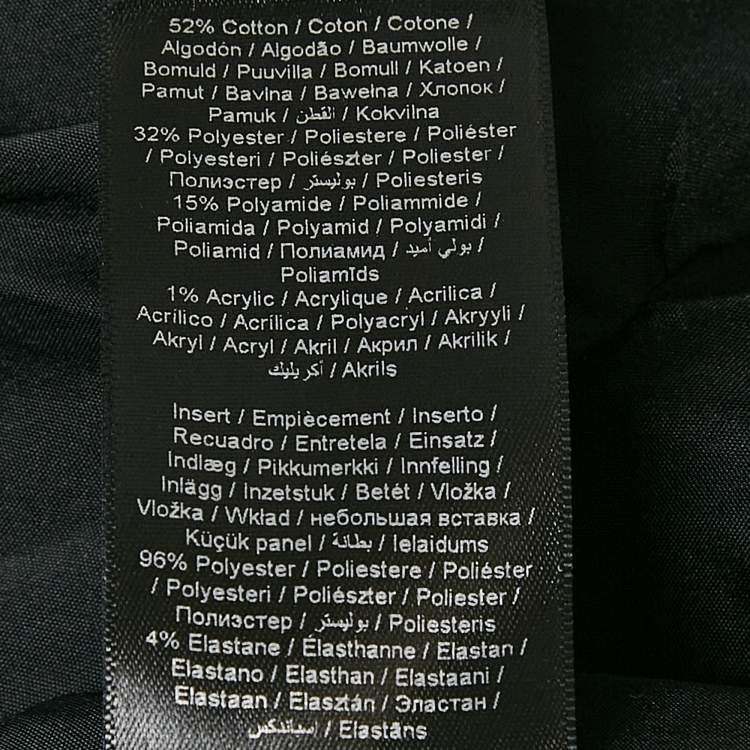 52% Cotton / Coton / Cotone /
Algodón / Algodão / Baumwolle /
Bomuld / Puuvilla / Bomull / Katoen /
Pamut / Bavlna / Bawełna / Хлопок /
Pamuk / القطن / Kokvilna
32% Polyester / Poliestere / Poliéster
/ Polyesteri / Poliészter / Poliester /
Полиэстер / بوليستر / Poliesteris
15% Polyamide / Poliammide /
Poliamida / Polyamid / Polyamidi /
Poliamid / Полиамид / بولي أميد /
Poliamīds
1% Acrylic / Acrylique / Acrilica /
Acrílico / Acrílica / Polyacryl / Akryyli /
Akryl / Acryl / Akril / Акрил / Akrilik /
أكريليك / Akrils
Insert / Empiècement / Inserto /
Recuadro / Entretela / Einsatz /
Indlæg / Pikkumerkki / Innfelling /
Inlägg / Inzetstuk / Betét / Vložka /
Vložka / Wkład / небольшая вставка /
Küçük panel / بطانة / Ielaidums
96% Polyester / Poliestere / Poliéster
/ Polyesteri / Poliészter / Poliester /
Полиэстер / بوليستر / Poliesteris
4% Elastane / Élasthanne / Elastan /
Elastano / Elasthan / Elastaani /
Elastaan / Elasztán / Эластан /
اسباندكس / Elastāns